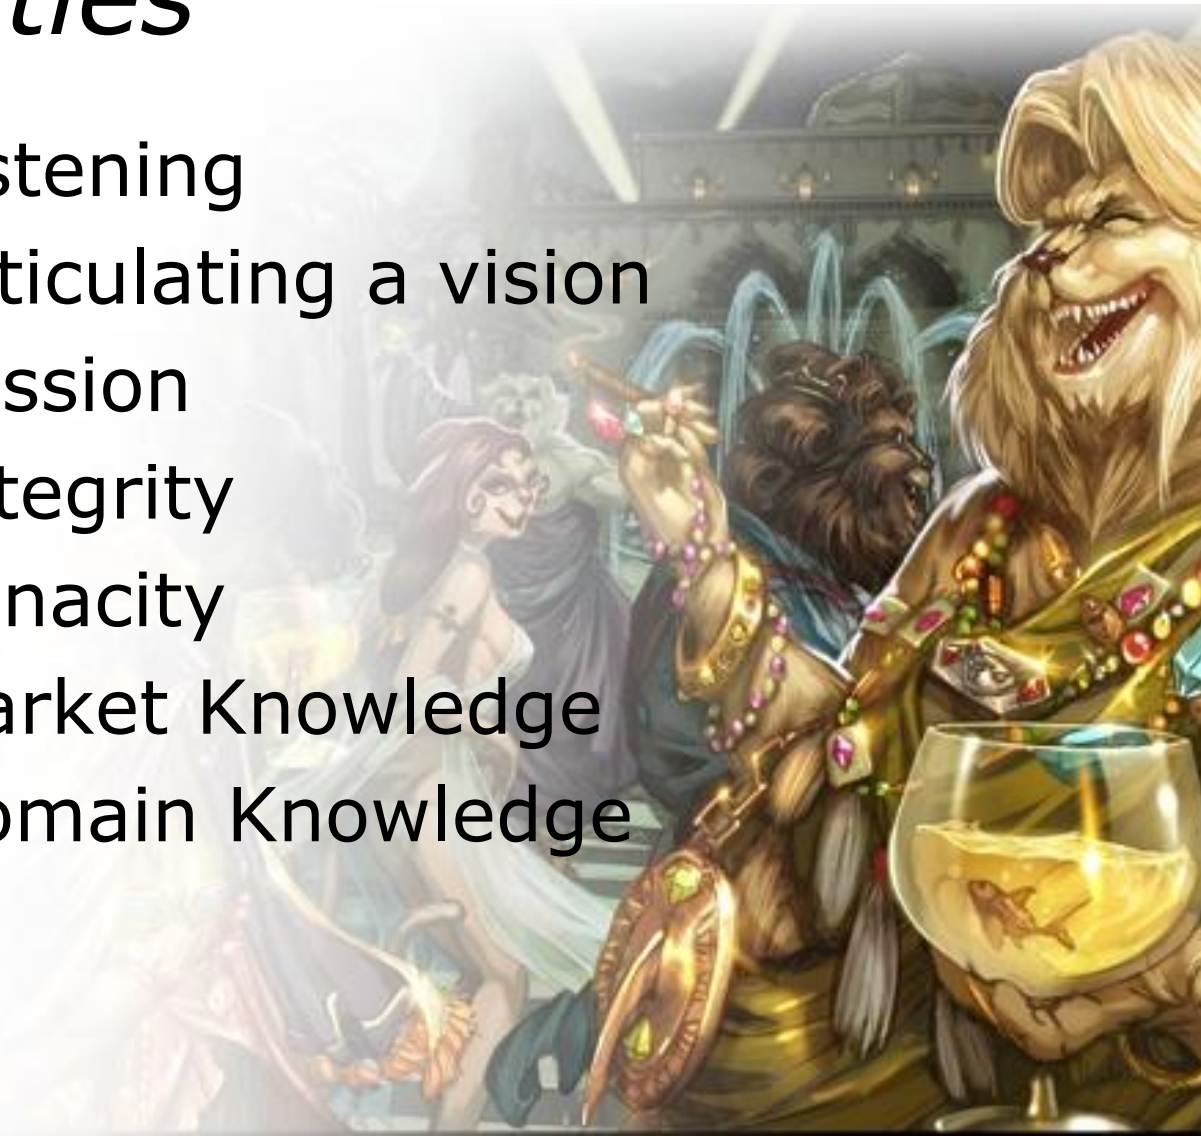 ties
stening
ticulating a vision
ssion
tegrity
nacity
arket Knowledge
omain Knowledge